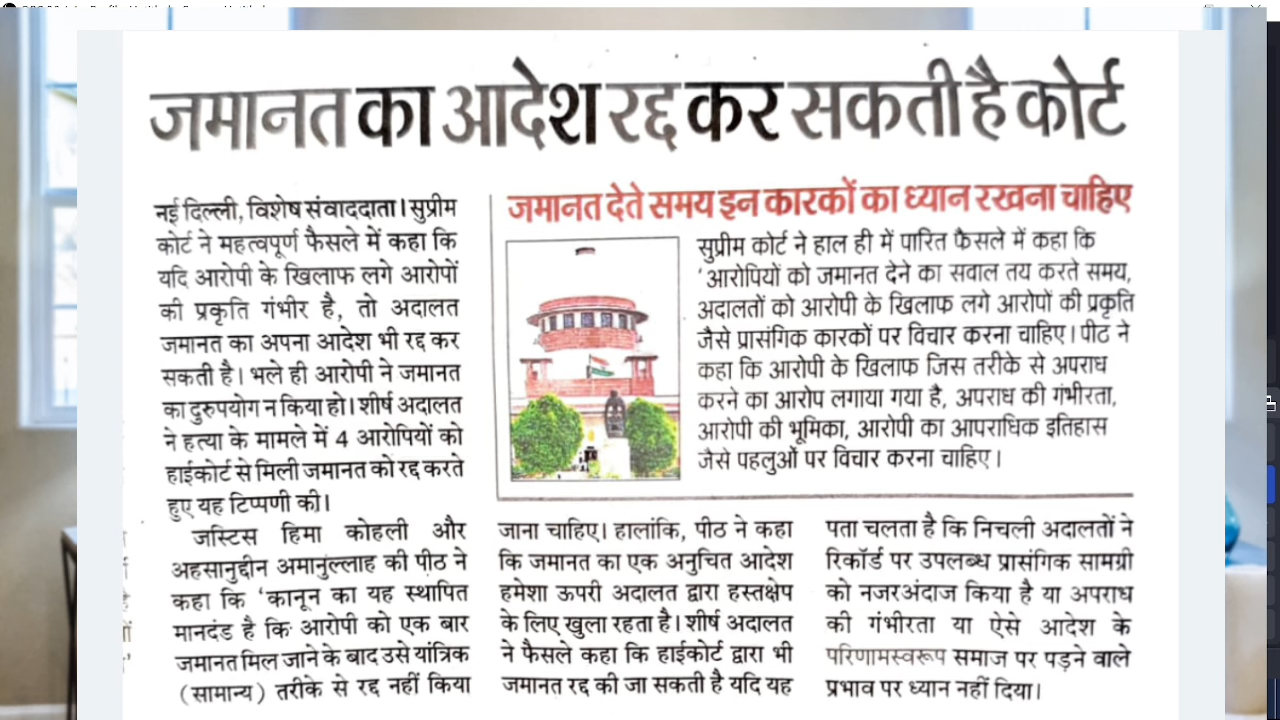 जमानत का आदेश रद्द कर सकती है कोर्ट
नई दिल्ली, विशेष संवाददाता। सुप्रीम
कोर्ट ने महत्वपूर्ण फैसले में कहा कि
यदि आरोपी के खिलाफ लगे आरोपों
की प्रकृति गंभीर है, तो अदालत
जमानत का अपना आदेश भी रद्द कर
सकती है। भले ही आरोपी ने जमानत
का दुरुपयोग न किया हो। शीर्ष अदालत
ने हत्या के मामले में 4 आरोपियों को
हाईकोर्ट से मिली जमानत को रद्द करते
हुए यह टिप्पणी की।
जस्टिस हिमा कोहली और
अहसानुद्दीन अमानुल्लाह की पीठ ने
कहा कि ‘कानून का यह स्थापित
मानदंड है कि आरोपी को एक बार
जमानत मिल जाने के बाद उसे यांत्रिक
(सामान्य) तरीके से रद्द नहीं किया
जमानत देते समय इन कारकों का ध्यान रखना चाहिए
सुप्रीम कोर्ट ने हाल ही में पारित फैसले में कहा कि
‘आरोपियों को जमानत देने का सवाल तय करते समय,
अदालतों को आरोपी के खिलाफ लगे आरोपों की प्रकृति
जैसे प्रासंगिक कारकों पर विचार करना चाहिए। पीठ ने
कहा कि आरोपी के खिलाफ जिस तरीके से अपराध
करने का आरोप लगाया गया है, अपराध की गंभीरता,
आरोपी की भूमिका, आरोपी का आपराधिक इतिहास
जैसे पहलुओं पर विचार करना चाहिए।
जाना चाहिए। हालांकि, पीठ ने कहा
कि जमानत का एक अनुचित आदेश
हमेशा ऊपरी अदालत द्वारा हस्तक्षेप
के लिए खुला रहता है। शीर्ष अदालत
ने फैसले कहा कि हाईकोर्ट द्वारा भी
जमानत रद्द की जा सकती है यदि यह
पता चलता है कि निचली अदालतों ने
रिकॉर्ड पर उपलब्ध प्रासंगिक सामग्री
को नजरअंदाज किया है या अपराध
की गंभीरता या ऐसे आदेश के
परिणामस्वरूप समाज पर पड़ने वाले
प्रभाव पर ध्यान नहीं दिया।